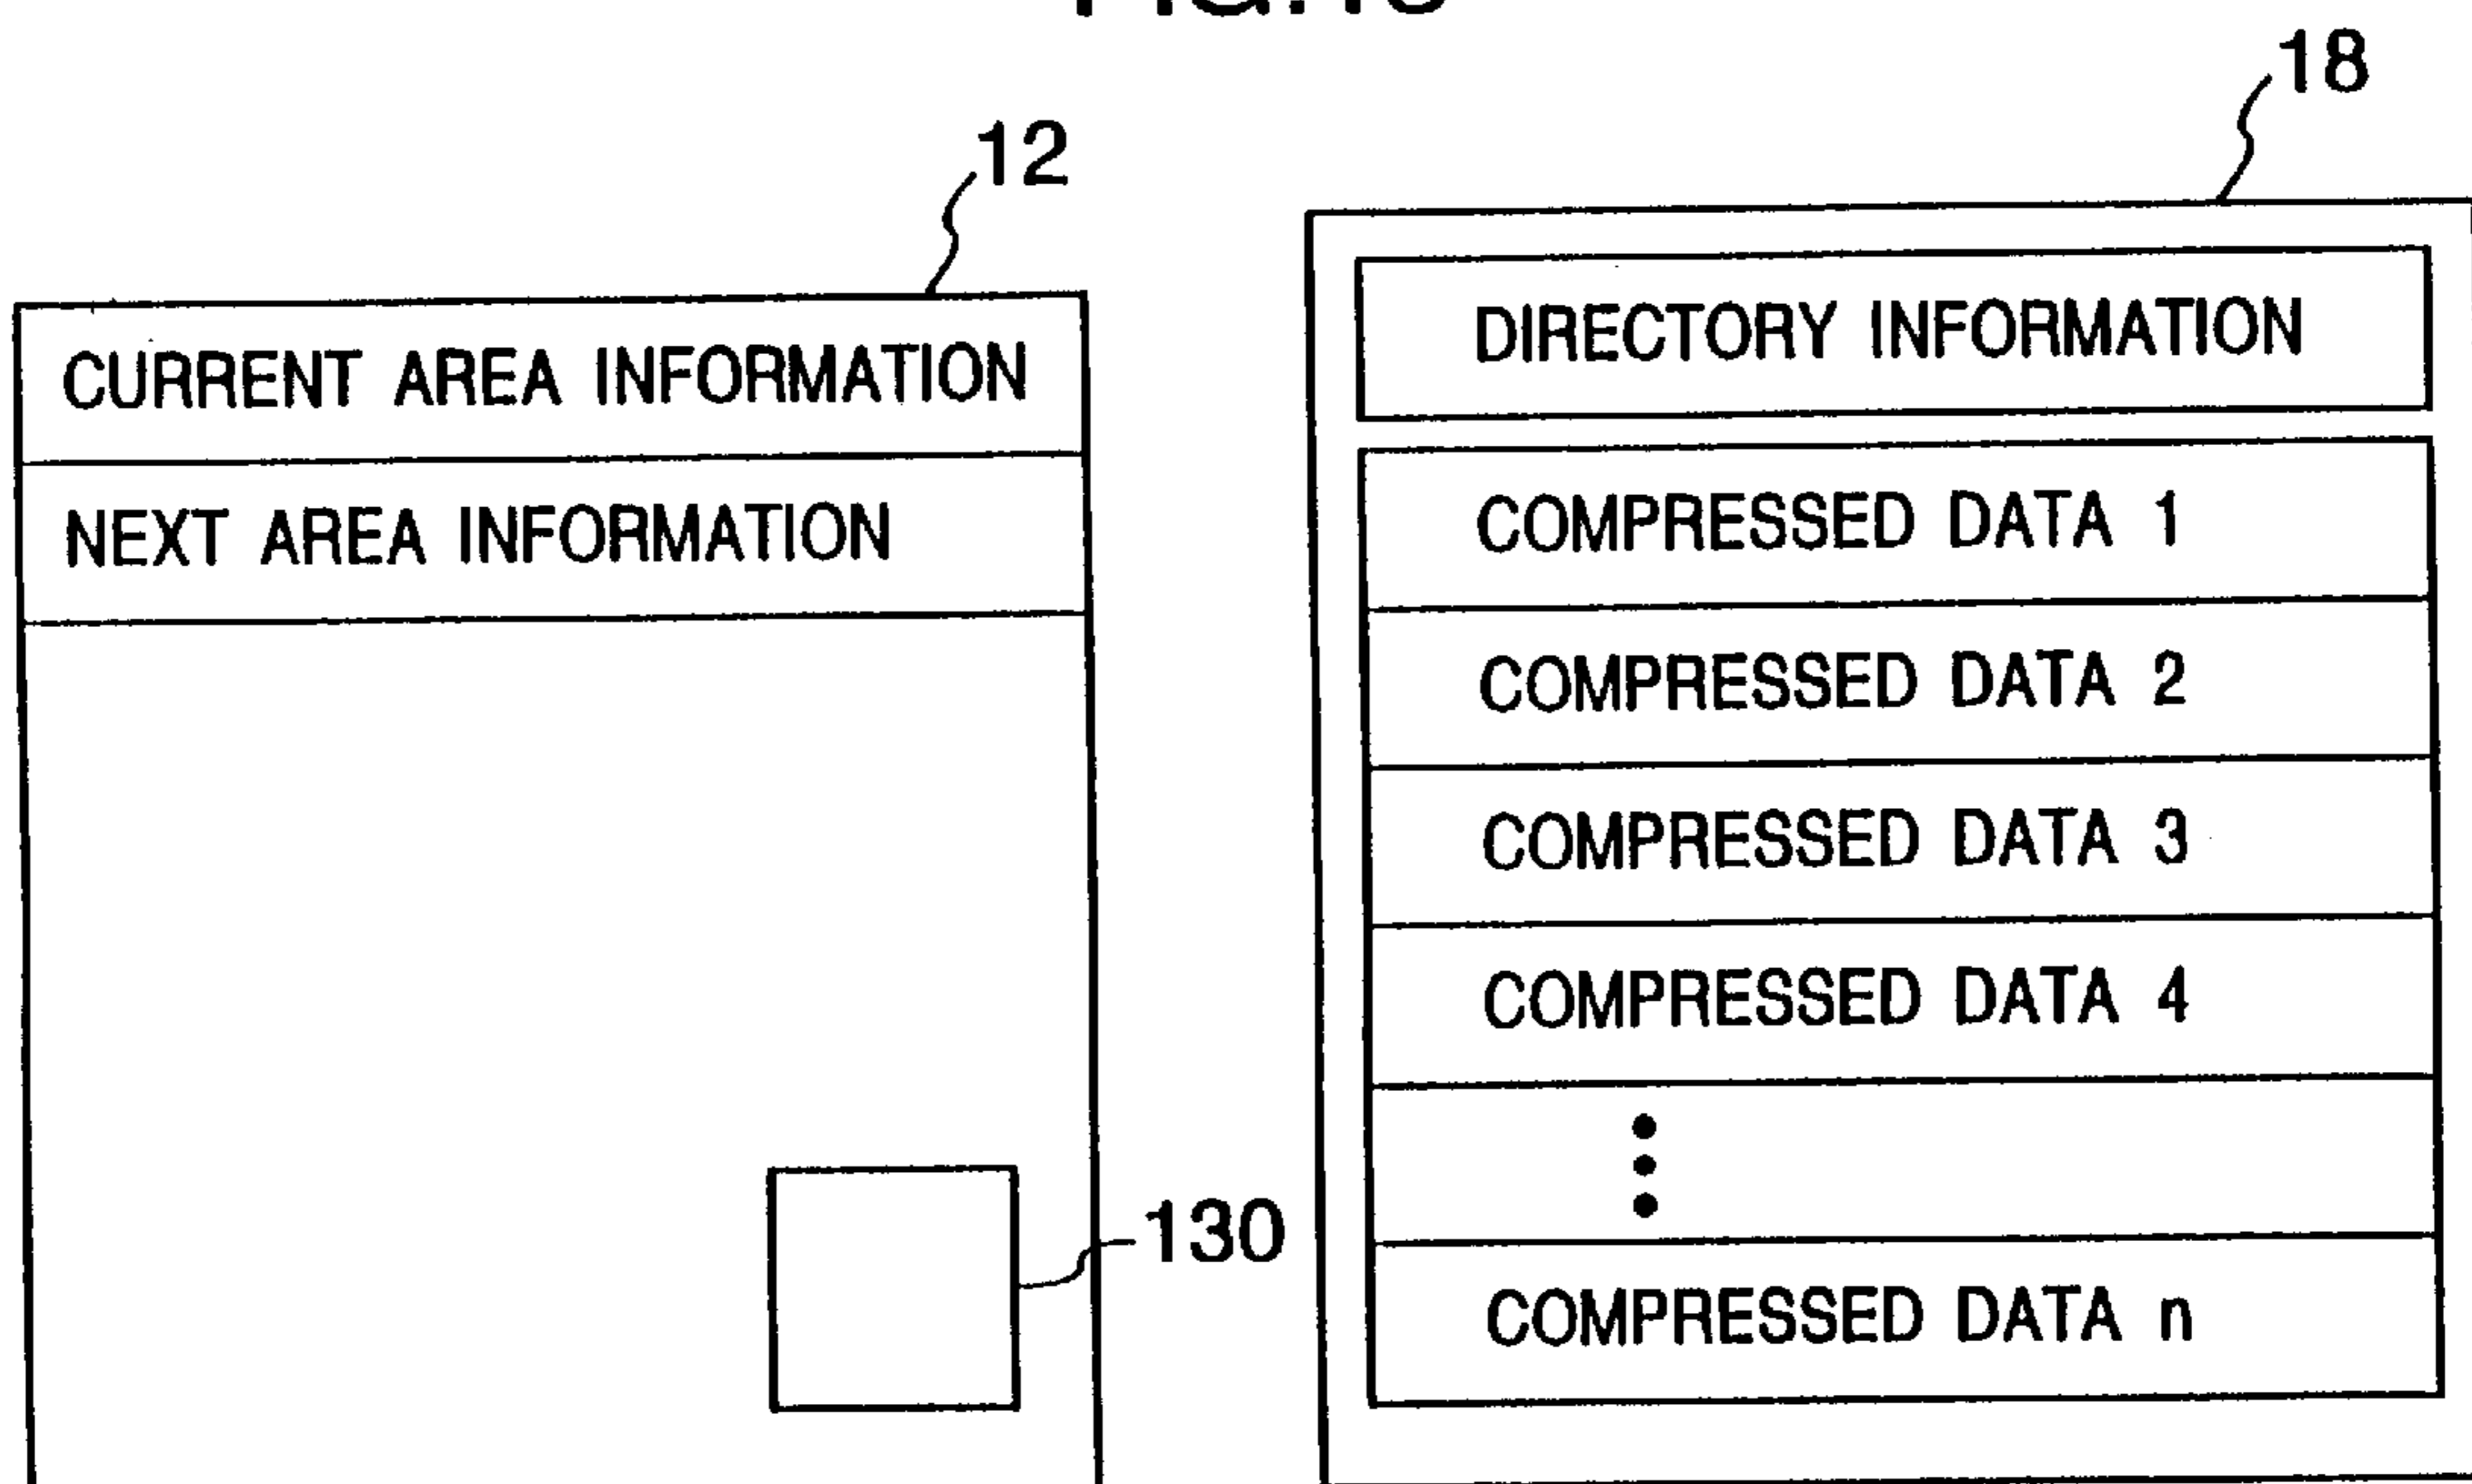 12
CURRENT AREA INFORMATION
NEXT AREA INFORMATION
130
18
DIRECTORY INFORMATION
COMPRESSED DATA 1
COMPRESSED DATA 2
COMPRESSED DATA 3
COMPRESSED DATA 4
COMPRESSED DATA n